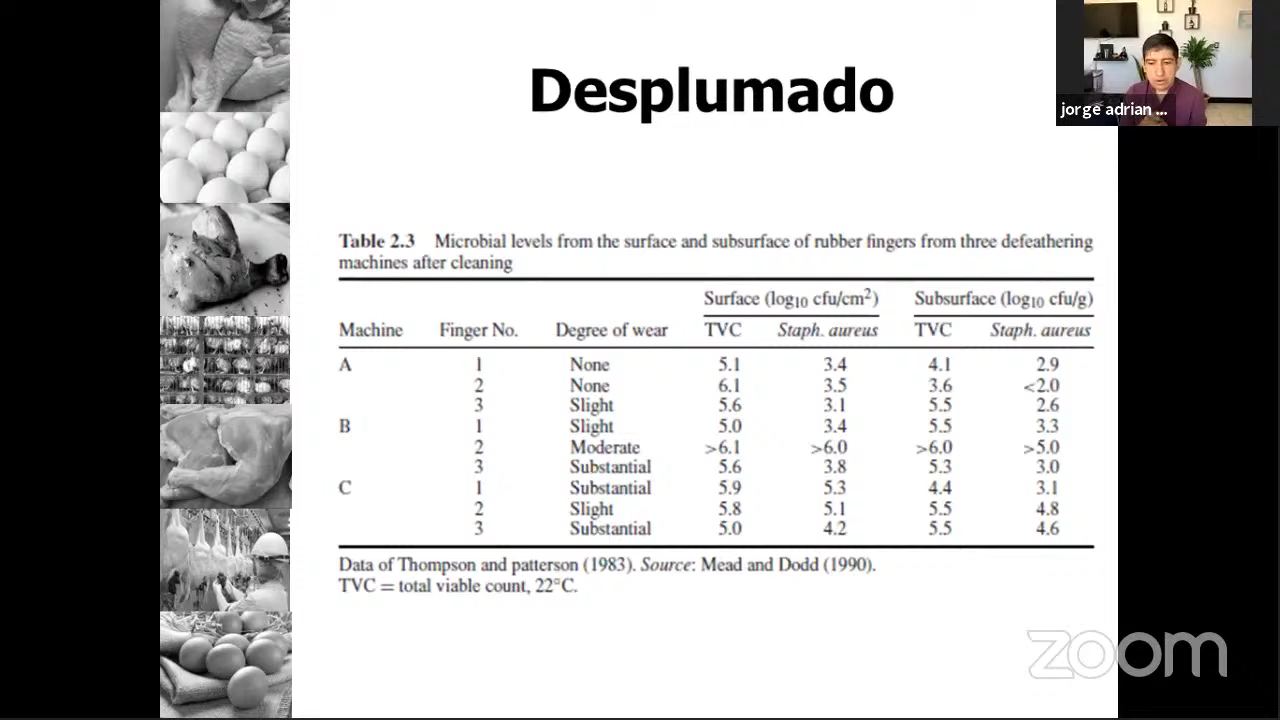 Desplumado
jorge adrian ...
Table 2.3 Microbial levels from the surface and subsurface of rubber fingers from three defeathering
machines after cleaning
Surface (log10 cfu/cm²) Subsurface (log10 cfu/g)
Machine Finger No. Degree of wear TVC Staph. aureus TVC Staph. aureus
A 1 None 5.1 3.4 4.1 2.9
2 None 6.1 3.5 3.6 <2.0
3 Slight 5.6 3.1 5.5 2.6
B 1 Slight 5.0 3.4 5.5 3.3
2 Moderate >6.1 >6.0 >6.0 >5.0
3 Substantial 5.6 3.8 5.3 3.0
C 1 Substantial 5.9 5.3 4.4 3.1
2 Slight 5.8 5.1 5.5 4.8
3 Substantial 5.0 4.2 5.5 4.6
Data of Thompson and patterson (1983). Source: Mead and Dodd (1990).
TVC = total viable count, 22°C.
zoom